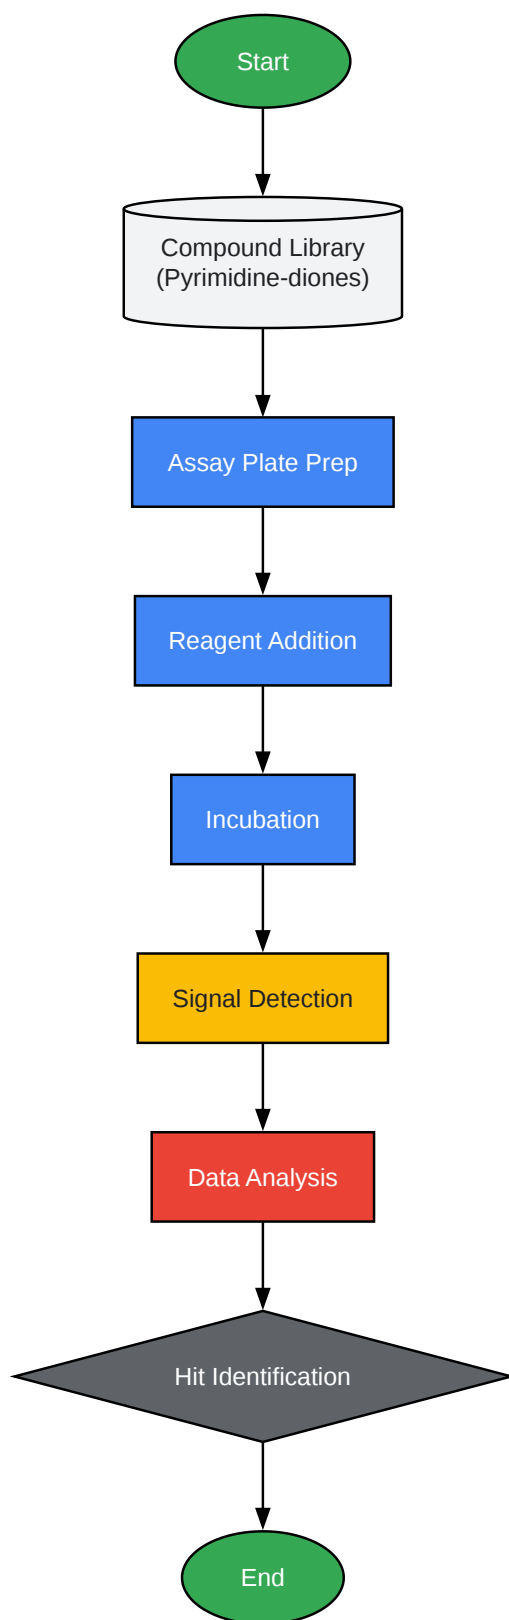 Start
Compound Library
(Pyrimidine-diones)
Assay Plate Prep
Reagent Addition
Incubation
Signal Detection
Data Analysis
Hit Identification
End